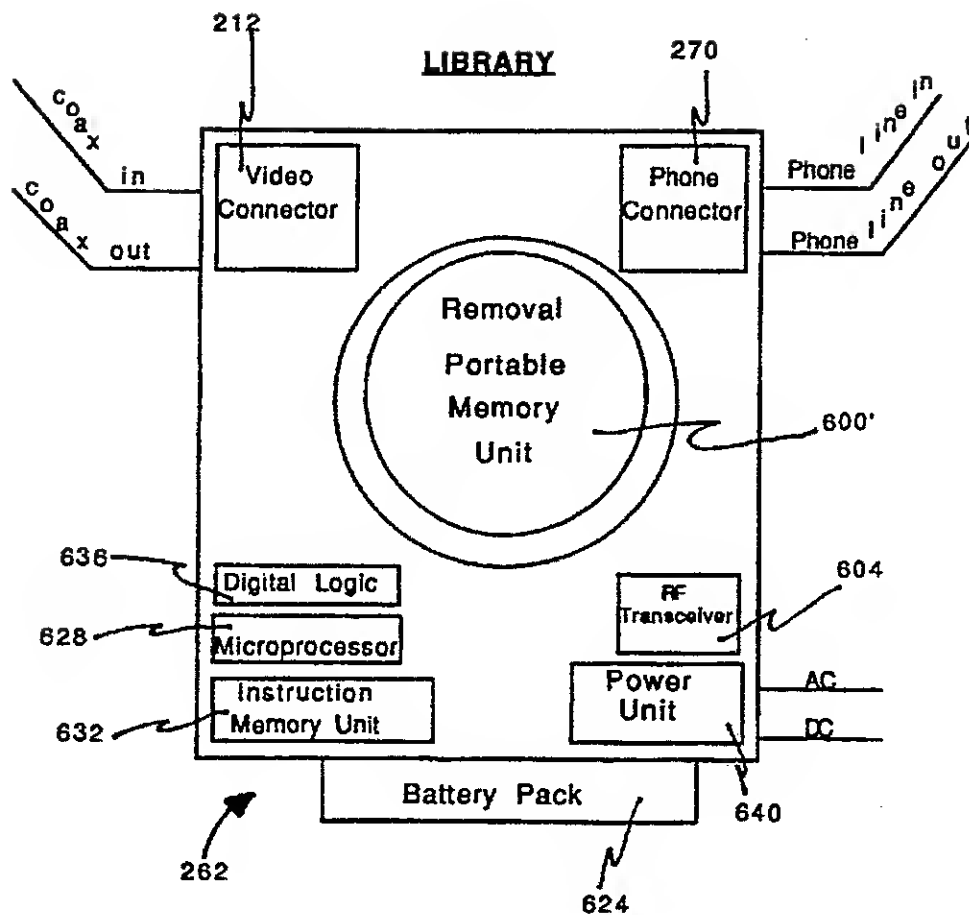 212
LIBRARY
270
coax in
coax out
Phone line in
Phone line out
Video
Connector
Phone
Connector
Removal
Portable
Memory
Unit
600'
636
Digital Logic
628
Microprocessor
632
Instruction
Memory Unit
RF
Transceiver
604
Power
Unit
AC
DC
640
Battery Pack
262
624